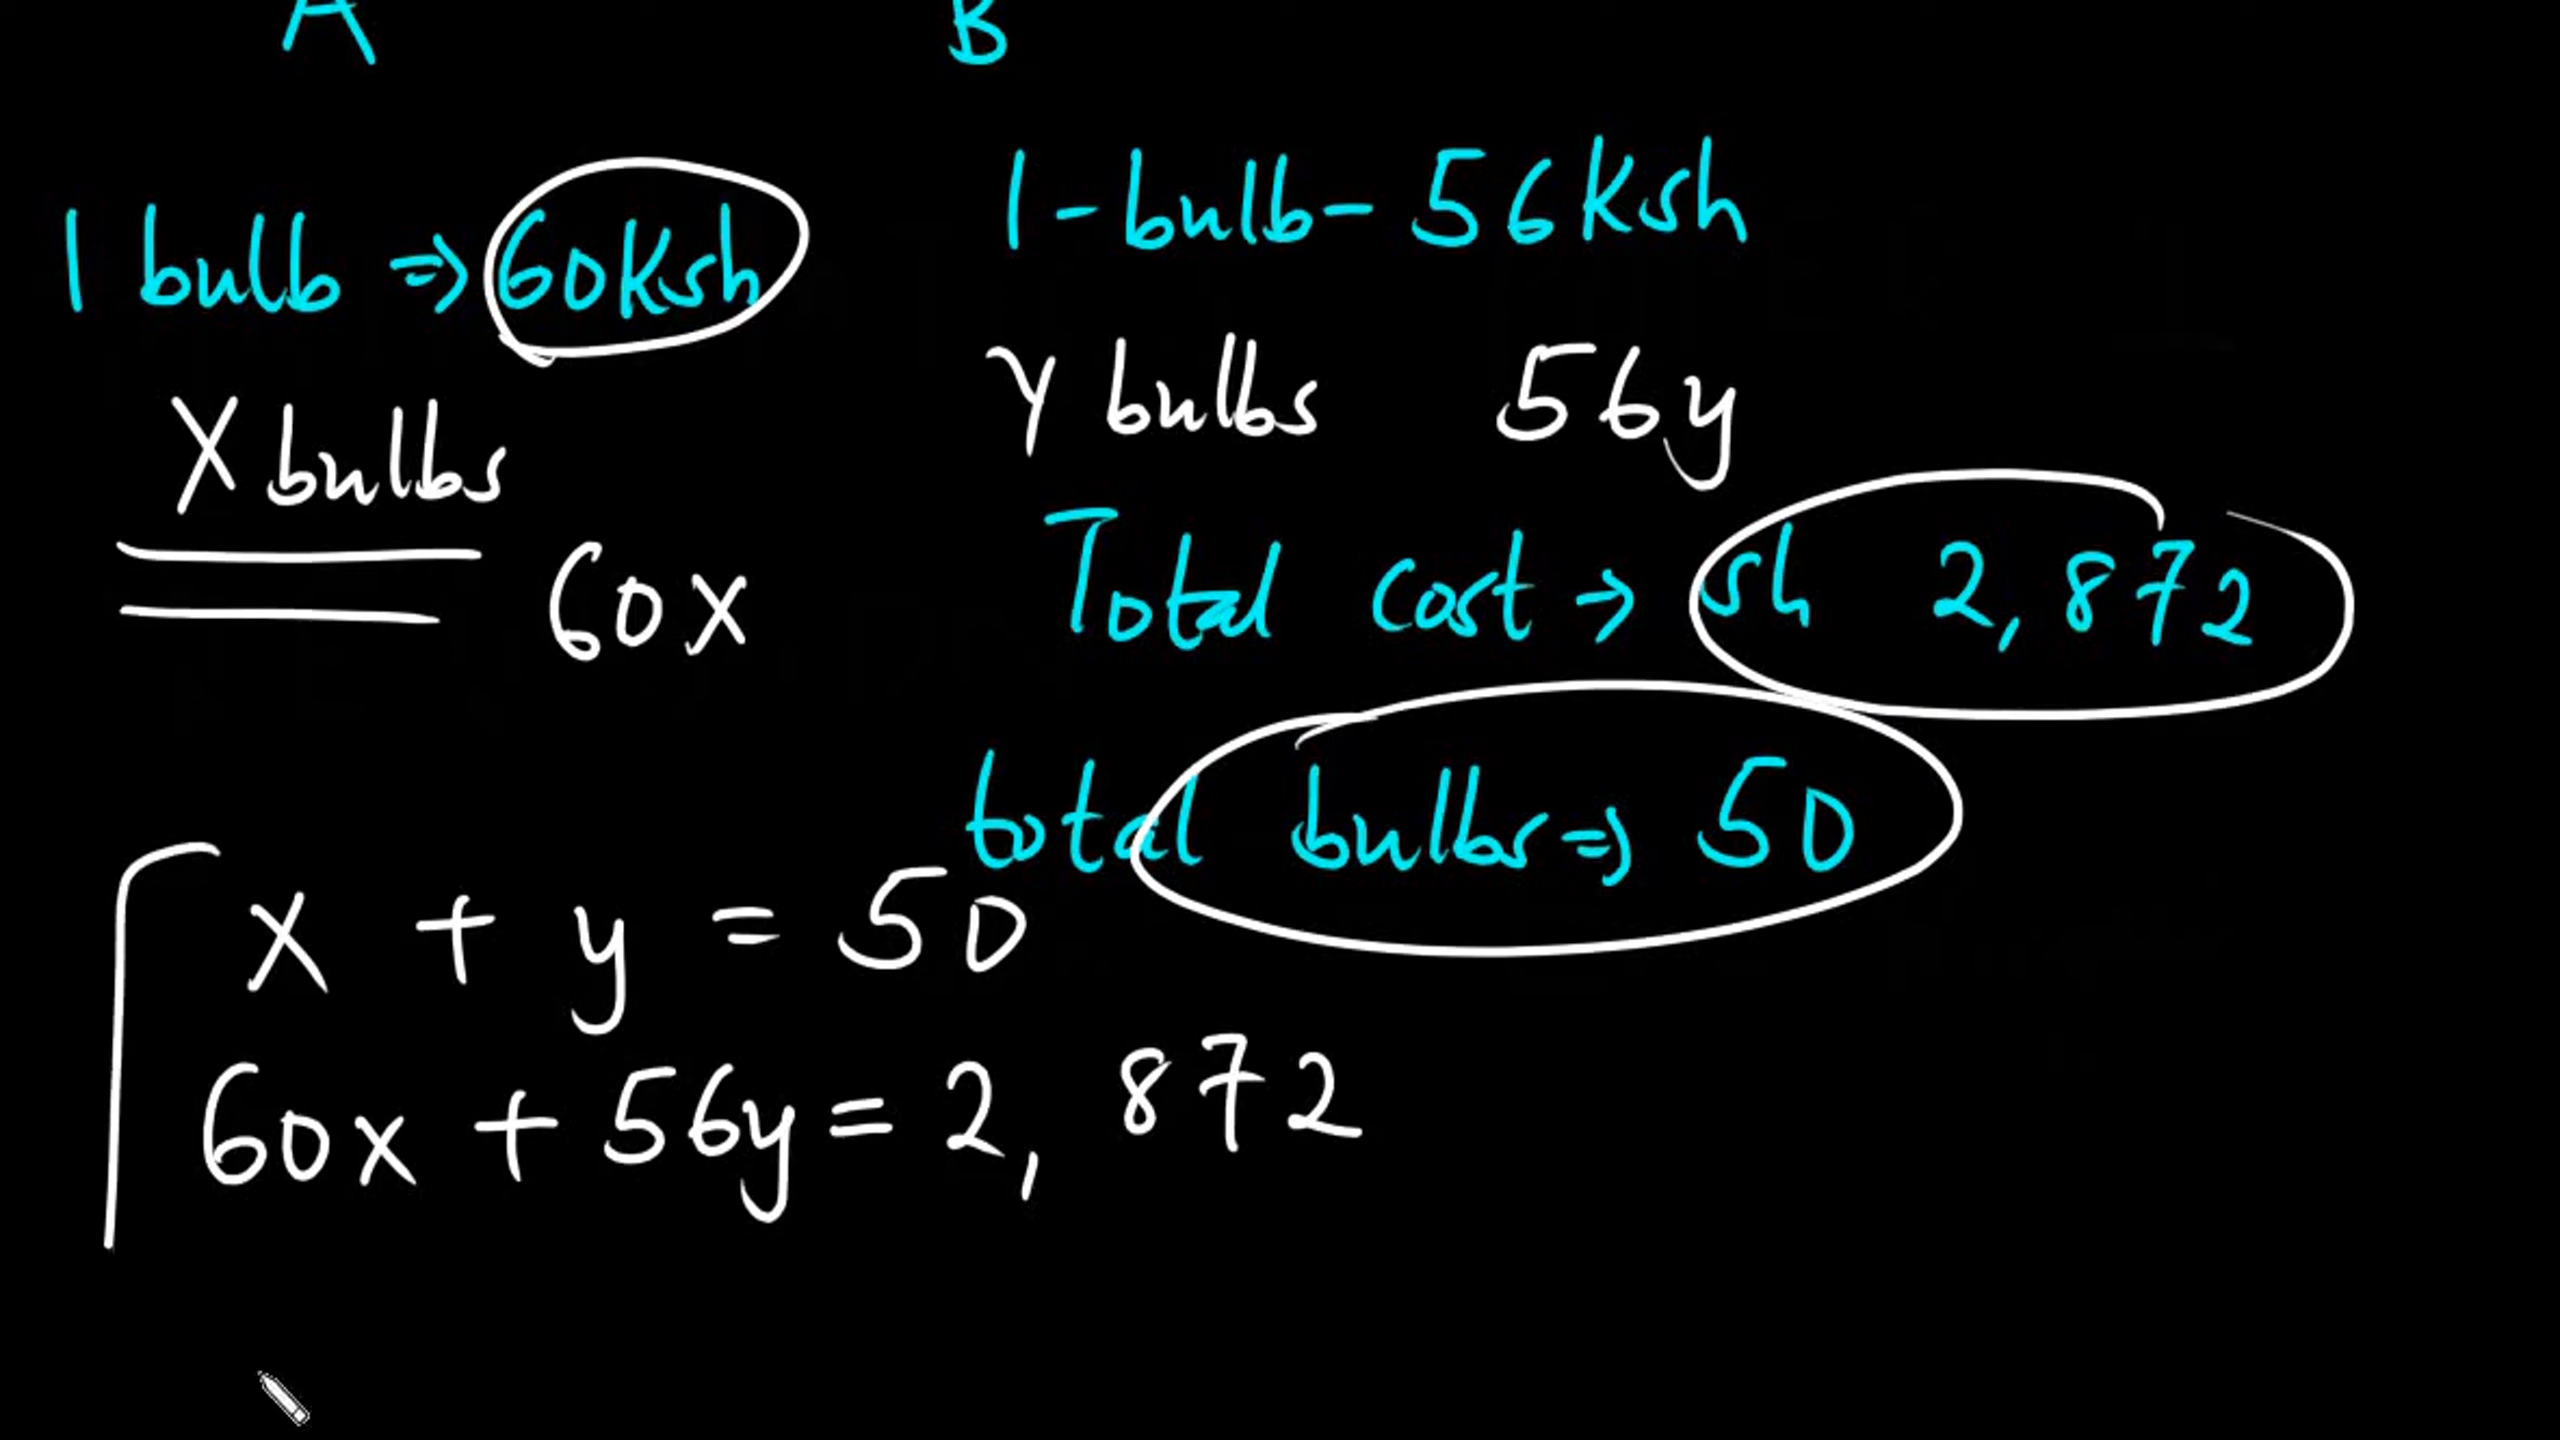 A B
1 bulb ⇒ 60Ksh
X bulbs
60x
1-bulb- 56Ksh
Y bulbs 56y
Total cost → sh 2,872
total bulbs ⇒ 50
x + y = 50
60x + 56y = 2, 872